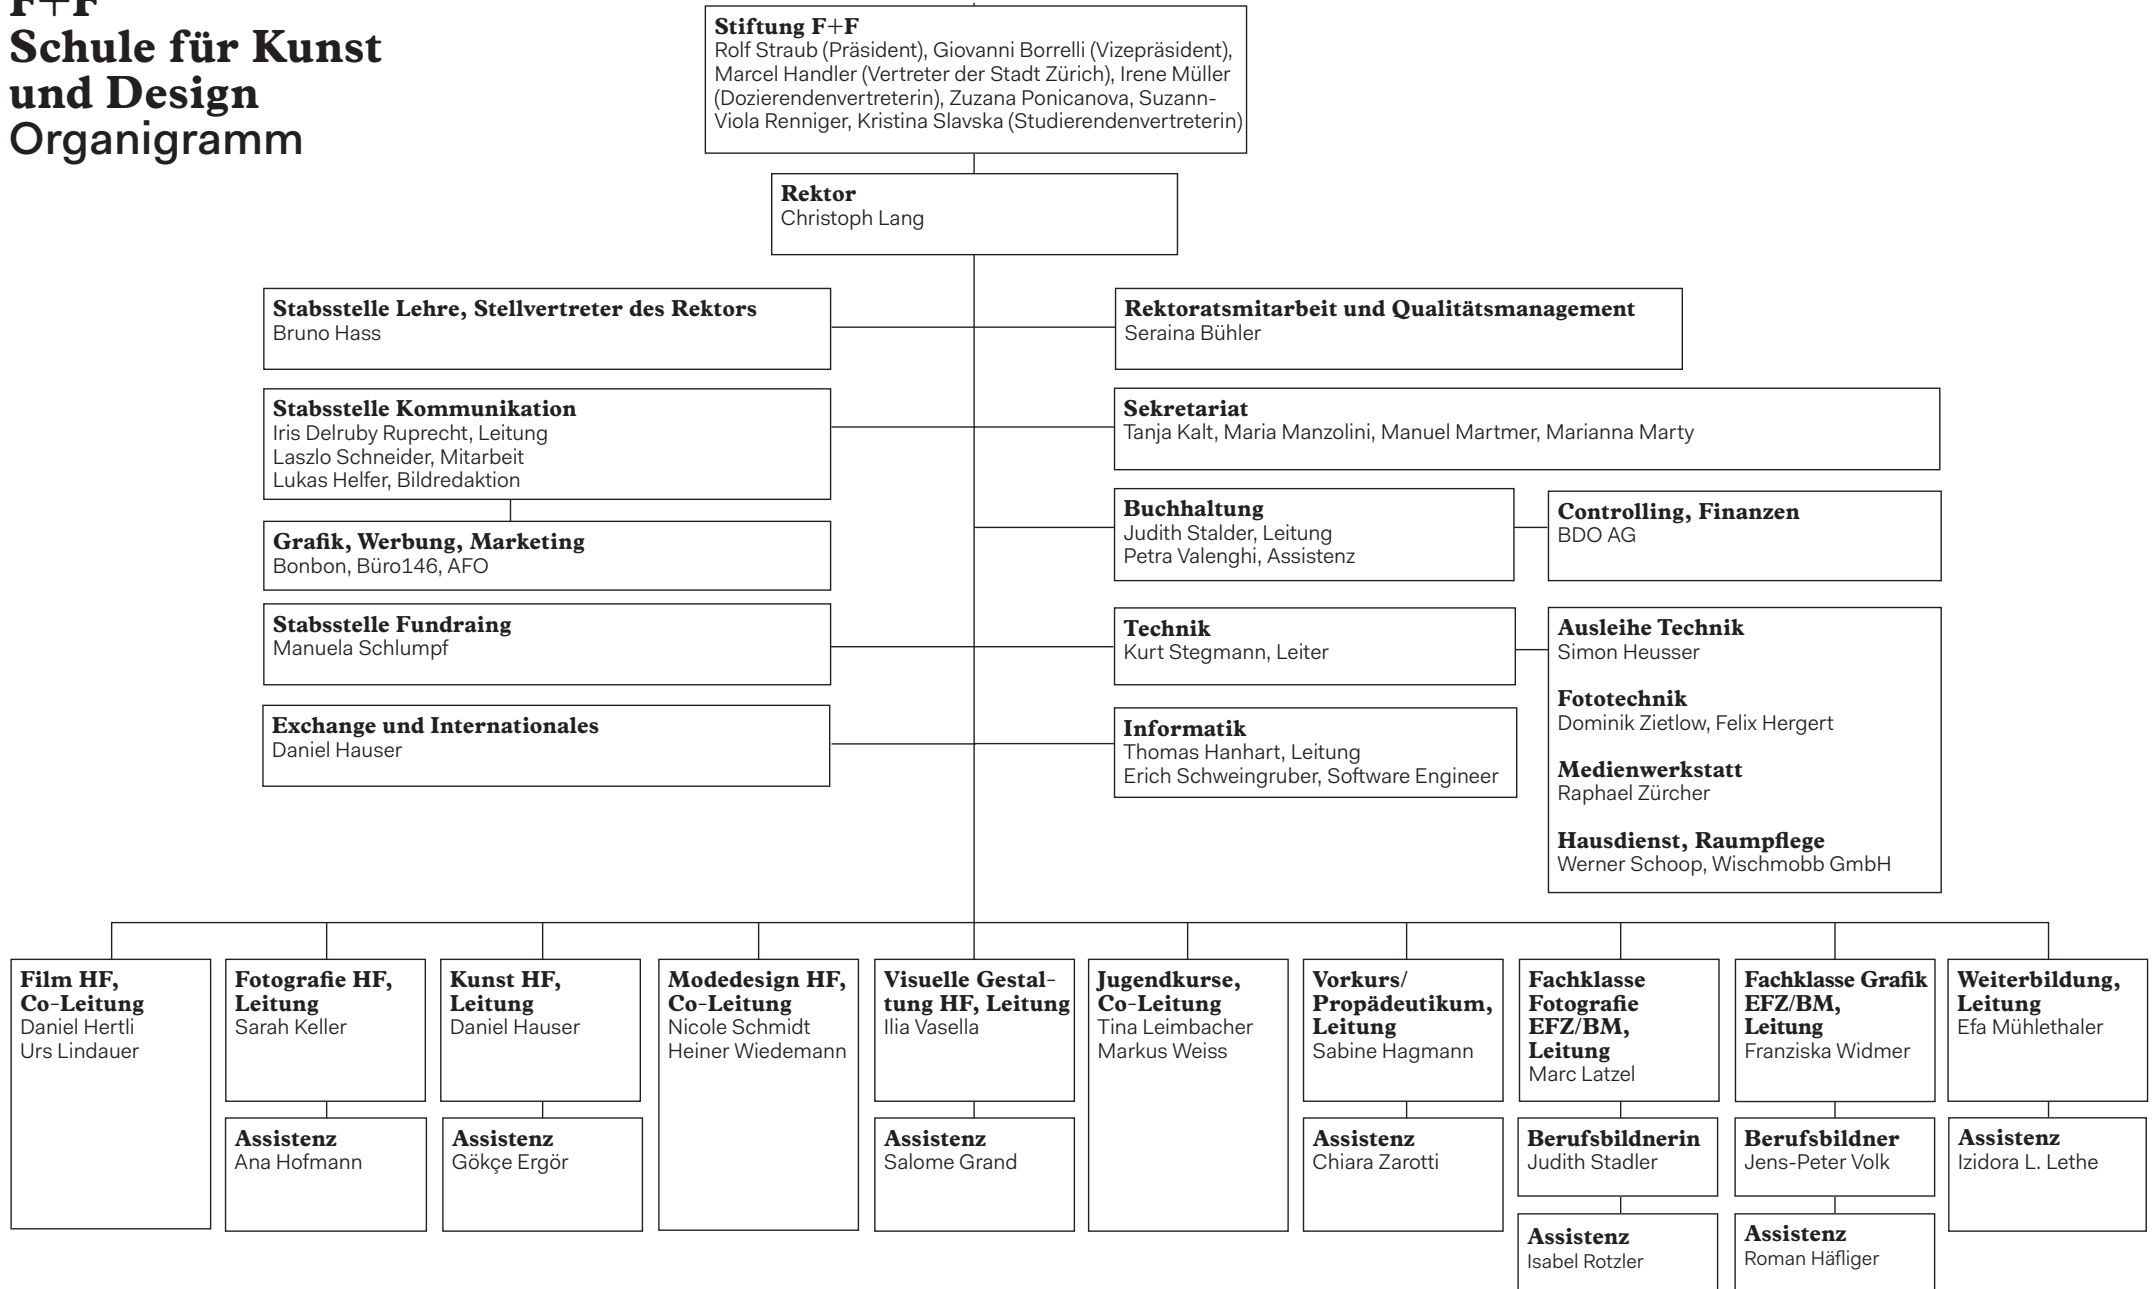 F+F
Schule für Kunst
und Design
Organigramm
Stiftung F+F
Rolf Straub (Präsident), Giovanni Borrelli (Vizepräsident),
Marcel Handler (Vertreter der Stadt Zürich), Irene Müller
(Dozierendenvertreterin), Zuzana Ponicanova, Suzann-
Viola Renniger, Kristina Slavska (Studierendenvertreterin)
Rektor
Christoph Lang
Stabsstelle Lehre, Stellvertreter des Rektors
Bruno Hass
Rektoratsmitarbeit und Qualitätsmanagement
Seraina Bühler
Stabsstelle Kommunikation
Iris Delruby Ruprecht, Leitung
Laszlo Schneider, Mitarbeit
Lukas Helfer, Bildredaktion
Sekretariat
Tanja Kalt, Maria Manzolini, Manuel Martmer, Marianna Marty
Grafik, Werbung, Marketing
Bonbon, Büro146, AFO
Buchhaltung
Judith Stalder, Leitung
Petra Valenghi, Assistenz
Controlling, Finanzen
BDO AG
Stabsstelle Fundraing
Manuela Schlumpf
Technik
Kurt Stegmann, Leiter
Ausleihe Technik
Simon Heusser
Fototechnik
Dominik Zietlow, Felix Hergert
Medienwerkstatt
Raphael Zürcher
Hausdienst, Raumpflege
Werner Schoop, Wischmobb GmbH
Exchange und Internationales
Daniel Hauser
Informatik
Thomas Hanhart, Leitung
Erich Schweingruber, Software Engineer
Film HF,
Co-Leitung
Daniel Hertli
Urs Lindauer
Fotografie HF,
Leitung
Sarah Keller
Assistenz
Ana Hofmann
Kunst HF,
Leitung
Daniel Hauser
Assistenz
Gökçe Ergör
Modedesign HF,
Co-Leitung
Nicole Schmidt
Heiner Wiedemann
Visuelle Gestal-
tung HF, Leitung
Ilia Vasella
Assistenz
Salome Grand
Jugendkurse,
Co-Leitung
Tina Leimbacher
Markus Weiss
Vorkurs/
Propädeutikum,
Leitung
Sabine Hagmann
Assistenz
Chiara Zarotti
Fachklasse
Fotografie
EFZ/BM,
Leitung
Marc Latzel
Berufsbildnerin
Judith Stadler
Assistenz
Isabel Rotzler
Fachklasse Grafik
EFZ/BM,
Leitung
Franziska Widmer
Berufsbildner
Jens-Peter Volk
Assistenz
Roman Häfliger
Weiterbildung,
Leitung
Efa Mühlethaler
Assistenz
Izidora L. Lethe